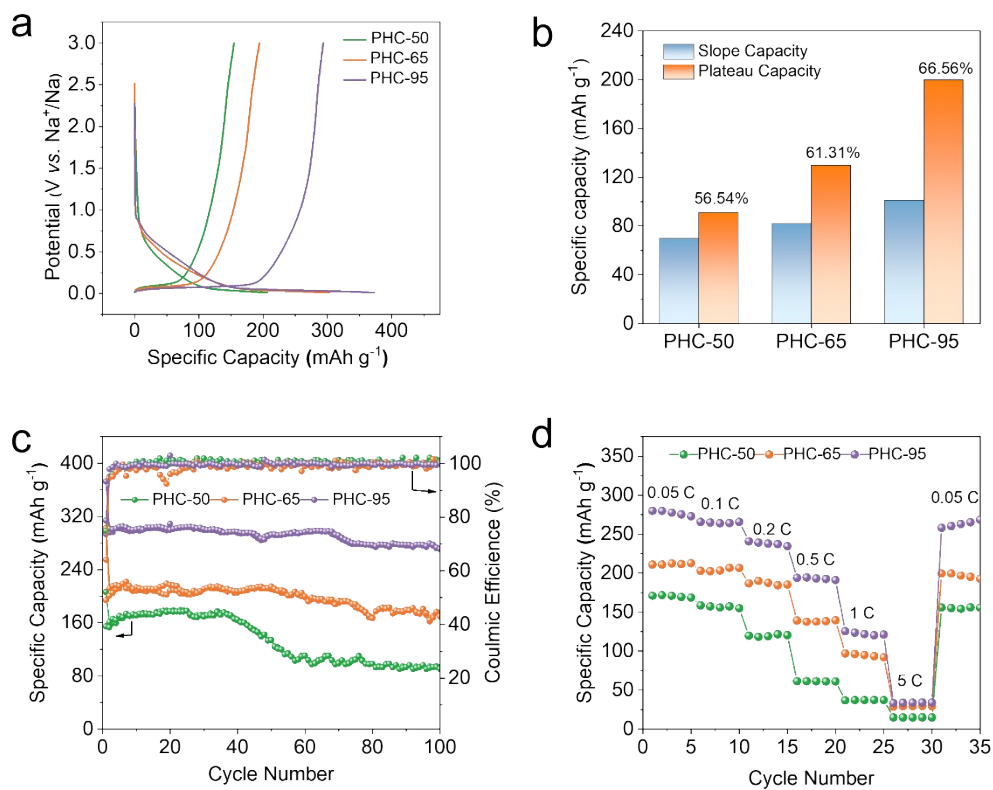 a
3.0
2.5
2.0
1.5
1.0
0.5
0.0
Potential (V vs. Na⁺/Na)
PHC-50
PHC-65
PHC-95
0 100 200 300 400
Specific Capacity (mAh g⁻¹)
b
240
200
160
120
80
40
0
Specific capacity (mAh g⁻¹)
Slope Capacity
Plateau Capacity
56.54%
61.31%
66.56%
PHC-50 PHC-65 PHC-95
c
400
320
240
160
80
0
Specific Capacity (mAh g⁻¹)
PHC-50 PHC-65 PHC-95
100
80
60
40
20
Coulmic Efficience (%)
0 20 40 60 80 100
Cycle Number
d
350
300
250
200
150
100
50
0
Specific Capacity (mAh g⁻¹)
PHC-50 PHC-65 PHC-95
0.05 C
0.1 C
0.2 C
0.5 C
1 C
5 C
0.05 C
0 5 10 15 20 25 30 35
Cycle Number